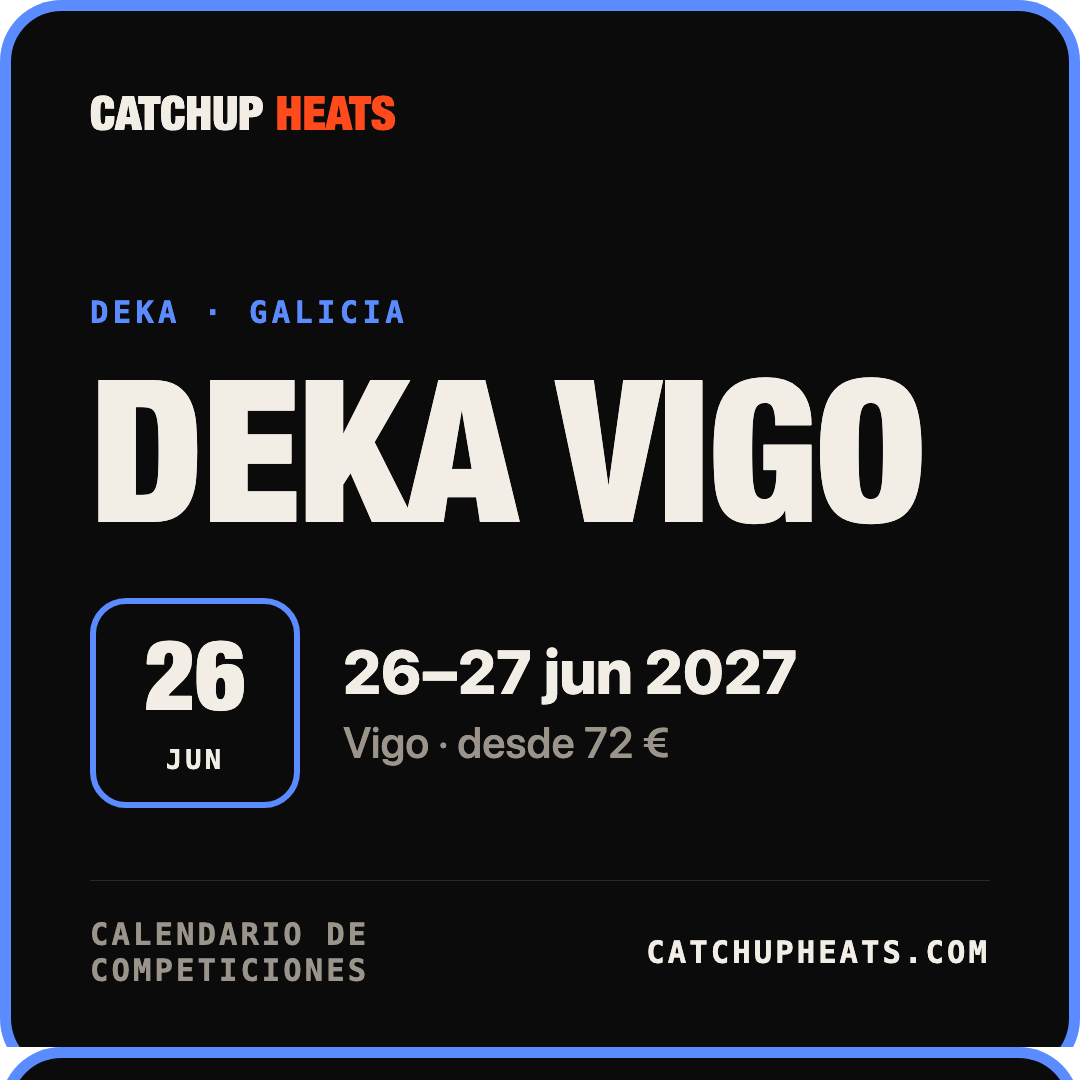 CATCHUP HEATS
DEKA · GALICIA
DEKA VIGO
26
JUN
26–27 jun 2027
Vigo · desde 72 €
CALENDARIO DE
COMPETICIONES
CATCHUPHEATS.COM